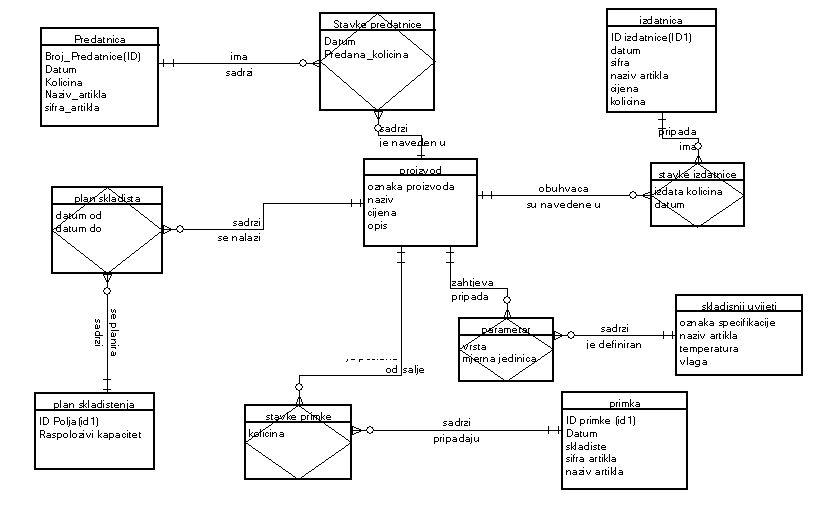 Predatnica
Broj_Predatnice(ID)
Datum
Kolicina
Naziv_artikla
sifra_artikla
ima
sadrzi
Stavke predatnice
Datum
Predana_kolicina
sadrzi
je naveden u
izdatnica
ID izdatnice(ID1)
datum
sifra
naziv artikla
cijena
kolicina
pripada
ima
stavke izdatnice
izdata kolicina
datum
proizvod
oznaka proizvoda
naziv
cijena
opis
obuhvaca
su navedene u
plan skladista
datum od
datum do
sadrzi
se nalazi
se planira
sadrzi
plan skladistenja
ID Polja(id1)
Raspolozivi kapacitet
zahtjeva
pripada
parametar
vrsta
mjerna jedinica
sadrzi
je definiran
skladisnji uvijeti
oznaka specifikacije
naziv artikla
temperatura
vlaga
od_salje
stavke primke
kolicina
sadrzi
pripadaju
primka
ID primke (id1)
Datum
skladiste
sifra artikla
naziv artikla